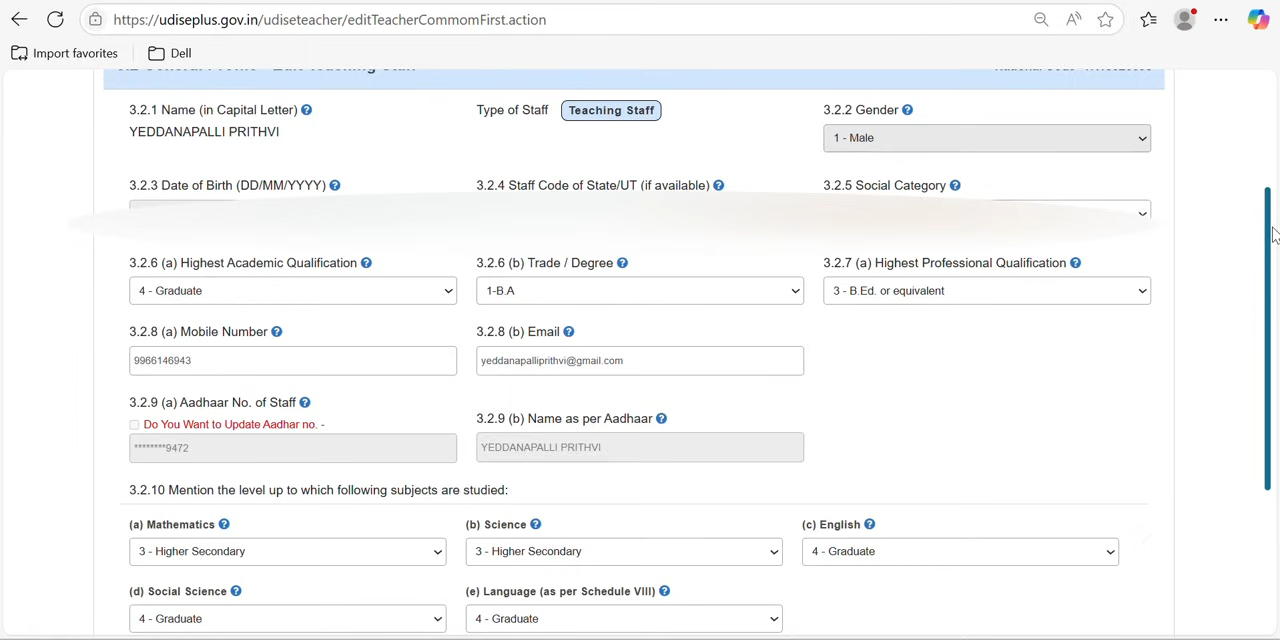 https://udiseplus.gov.in/udiseteacher/editTeacherCommomFirst.action
Import favorites Dell
3.2.1 Name (in Capital Letter) Type of Staff Teaching Staff 3.2.2 Gender
YEDDANAPALLI PRITHVI 1 - Male
3.2.3 Date of Birth (DD/MM/YYYY) 3.2.4 Staff Code of State/UT (if available) 3.2.5 Social Category
3.2.6 (a) Highest Academic Qualification 3.2.6 (b) Trade / Degree 3.2.7 (a) Highest Professional Qualification
4 - Graduate 1-B.A 3 - B.Ed. or equivalent
3.2.8 (a) Mobile Number 3.2.8 (b) Email
9966146943 yeddanapalliprithvi@gmail.com
3.2.9 (a) Aadhaar No. of Staff 3.2.9 (b) Name as per Aadhaar
Do You Want to Update Aadhar no. -
********9472 YEDDANAPALLI PRITHVI
3.2.10 Mention the level up to which following subjects are studied:
(a) Mathematics (b) Science (c) English
3 - Higher Secondary 3 - Higher Secondary 4 - Graduate
(d) Social Science (e) Language (as per Schedule VIII)
4 - Graduate 4 - Graduate